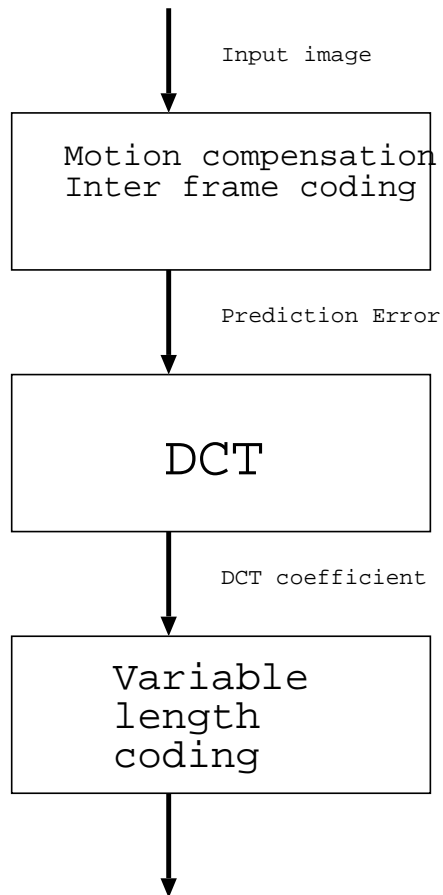 Input image
Motion compensation
Inter frame coding
Prediction Error
DCT
DCT coefficient
Variable
length
coding